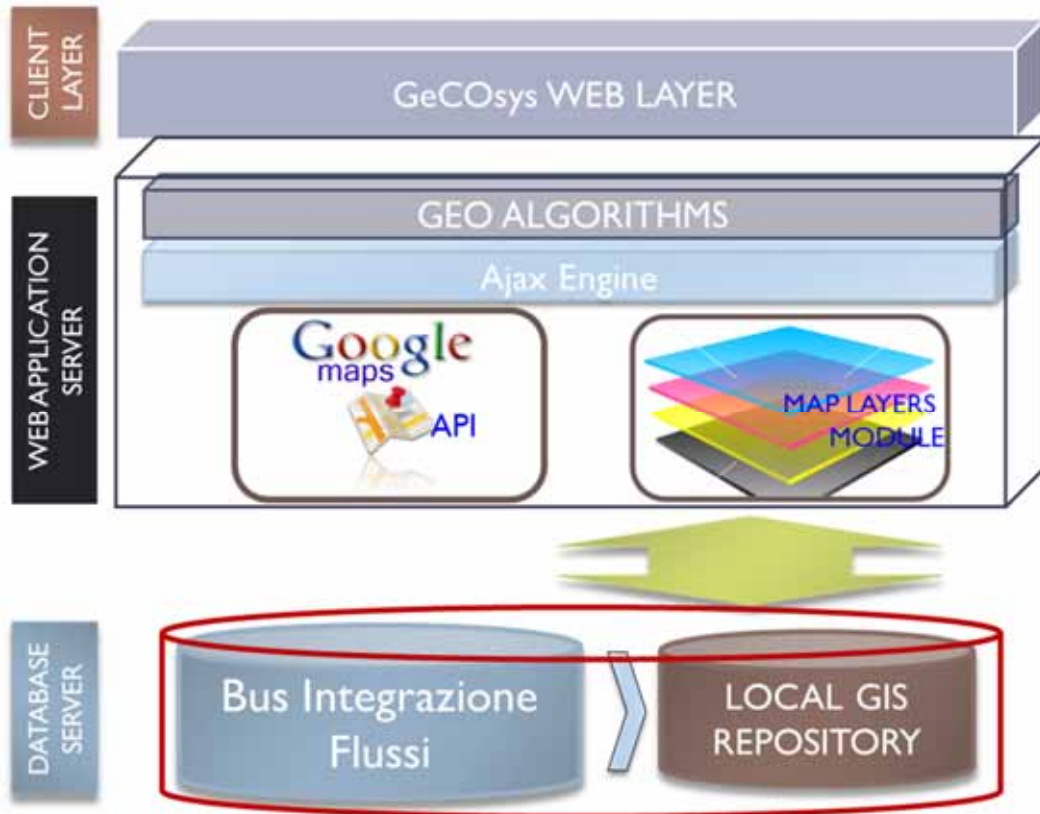 CLIENT
LAYER
GeCOsys WEB LAYER
WEB APPLICATION
SERVER
GEO ALGORITHMS
Ajax Engine
Google
maps
API
MAP LAYERS
MODULE
DATABASE
SERVER
Bus Integrazione
Flussi
LOCAL GIS
REPOSITORY